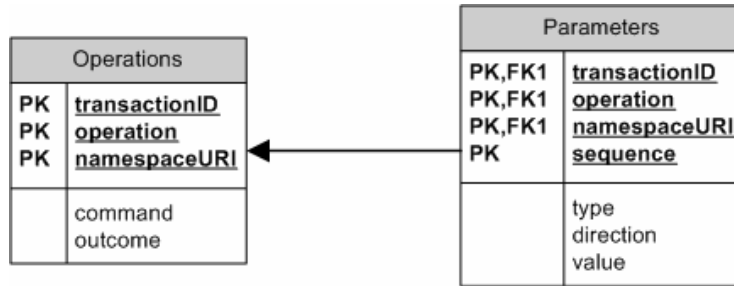 Operations
PK transactionID
PK operation
PK namespaceURI
command
outcome
Parameters
PK,FK1 transactionID
PK,FK1 operation
PK,FK1 namespaceURI
PK sequence
type
direction
value